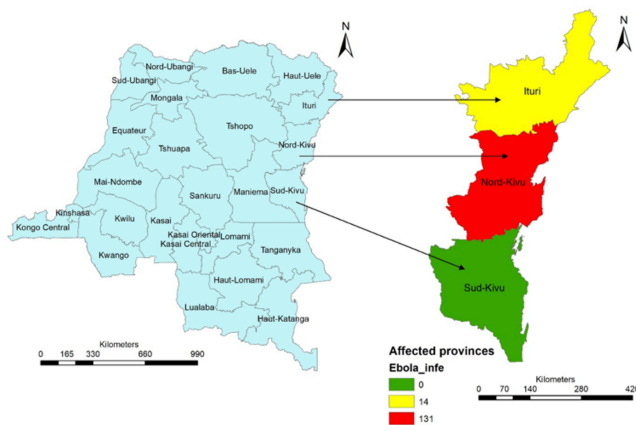 N
Nord-Ubangi
Bas-Uele
Haut-Uele
Sud-Ubangi
Mongala
Ituri
Equateur
Tshopo
Tshuapa
Nord-Kivu
Mai-Ndombe
Sankuru
Maniema
Sud-Kivu
Kinshasa
Kongo Central
Kwilu
Kasai
Kasai Oriental
Lomami
Kasai Central
Kwango
Tanganyka
Haut-Lomami
Lualaba
Haut-Katanga
Kilometers
0 165 330 660 990
N
Ituri
Nord-Kivu
Sud-Kivu
Affected provinces
Ebola_infe
0
14
131
Kilometers
0 70 140 280 420